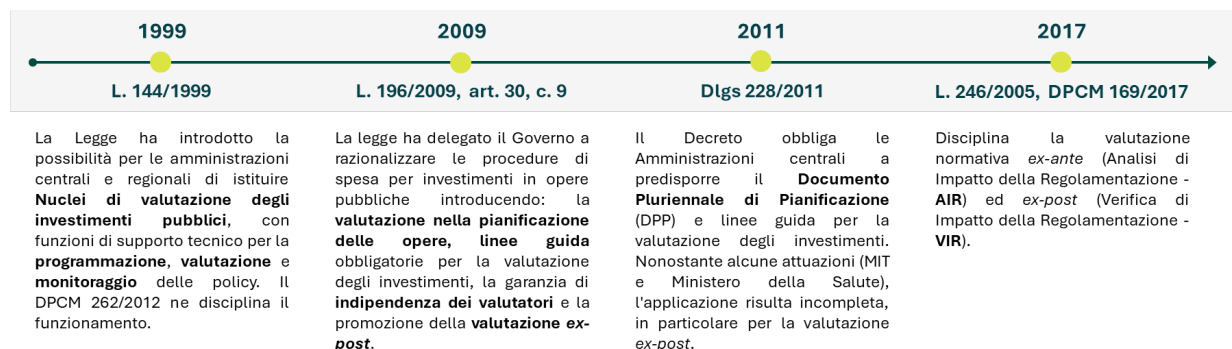 1999
2009
2011
2017
L. 144/1999
L. 196/2009, art. 30, c. 9
Dlgs 228/2011
L. 246/2005, DPCM 169/2017
La Legge ha introdotto la
possibilità per le amministrazioni
centrali e regionali di istituire
Nuclei di valutazione degli
investimenti pubblici, con
funzioni di supporto tecnico per la
programmazione, valutazione e
monitoraggio delle policy. Il
DPCM 262/2012 ne disciplina il
funzionamento.
La legge ha delegato il Governo a
razionalizzare le procedure di
spesa per investimenti in opere
pubbliche introducendo: la
valutazione nella pianificazione
delle opere, linee guida
obbligatorie per la valutazione
degli investimenti, la garanzia di
indipendenza dei valutatori e la
promozione della valutazione ex-
post.
Il Decreto obbliga le
Amministrazioni centrali a
predisporre il Documento
Pluriennale di Pianificazione
(DPP) e linee guida per la
valutazione degli investimenti.
Nonostante alcune attuazioni (MIT
e Ministero della Salute),
l'applicazione risulta incompleta,
in particolare per la valutazione
ex-post.
Disciplina la valutazione
normativa ex-ante (Analisi di
Impatto della Regolamentazione -
AIR) ed ex-post (Verifica di
Impatto della Regolamentazione -
VIR).